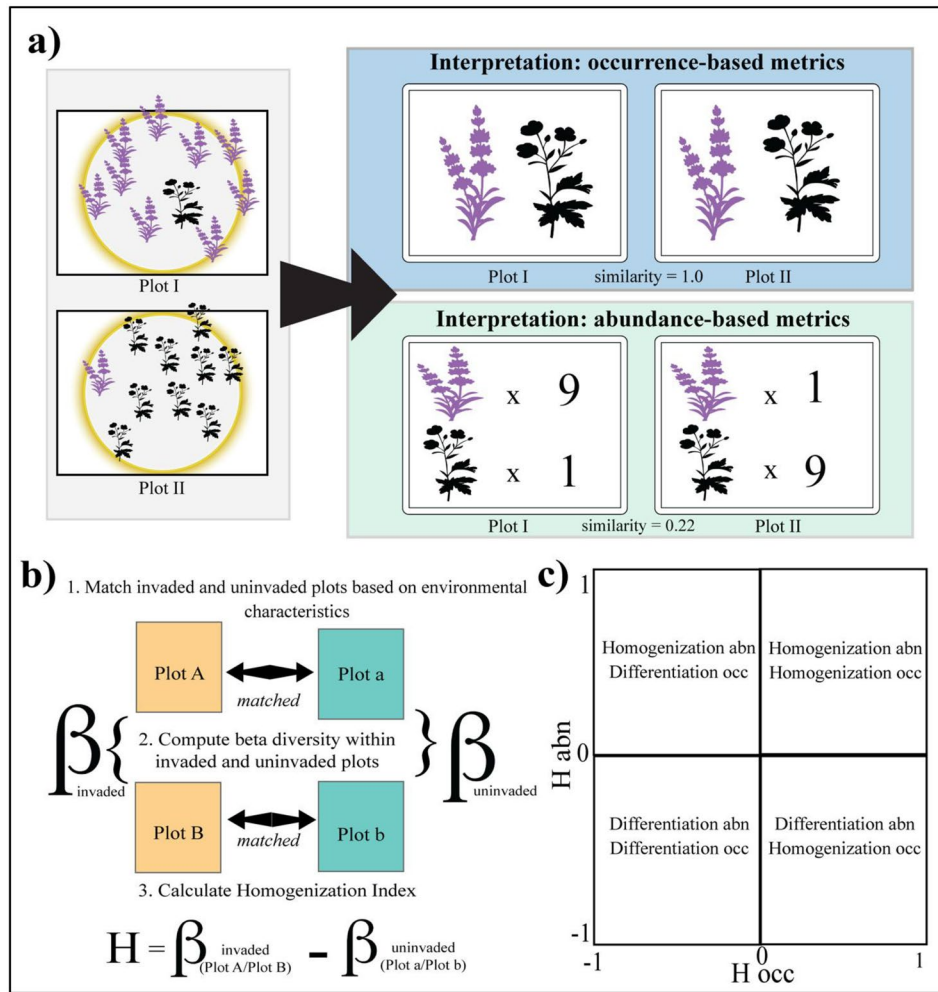 a)
Plot I
Plot II
Interpretation: occurrence-based metrics
Plot I similarity = 1.0 Plot II
Interpretation: abundance-based metrics
x 9
x 1
x 1
x 9
Plot I similarity = 0.22 Plot II
b)
1. Match invaded and uninvaded plots based on environmental
characteristics
Plot A matched Plot a
β invaded { 2. Compute beta diversity within
invaded and uninvaded plots } β uninvaded
Plot B matched Plot b
3. Calculate Homogenization Index
H = β invaded (Plot A/Plot B) - β uninvaded (Plot a/Plot b)
c)
1
H abn
0
-1
Homogenization abn
Differentiation occ
Homogenization abn
Homogenization occ
Differentiation abn
Differentiation occ
Differentiation abn
Homogenization occ
-1 0 1
H occ